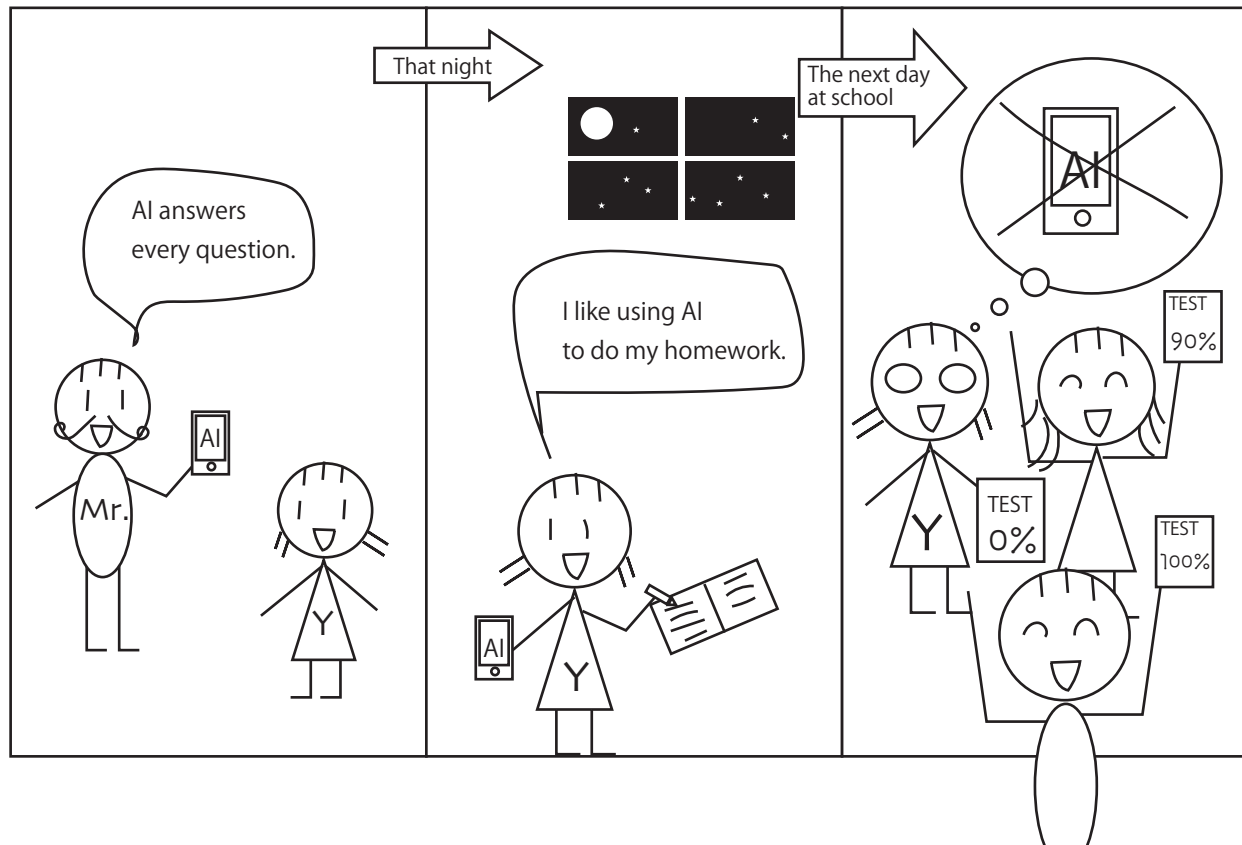 That night
The next day
at school
AI answers
every question.
AI
Mr.
Y
I like using AI
to do my homework.
AI
Y
AI
TEST
90%
Y
TEST
0%
TEST
100%